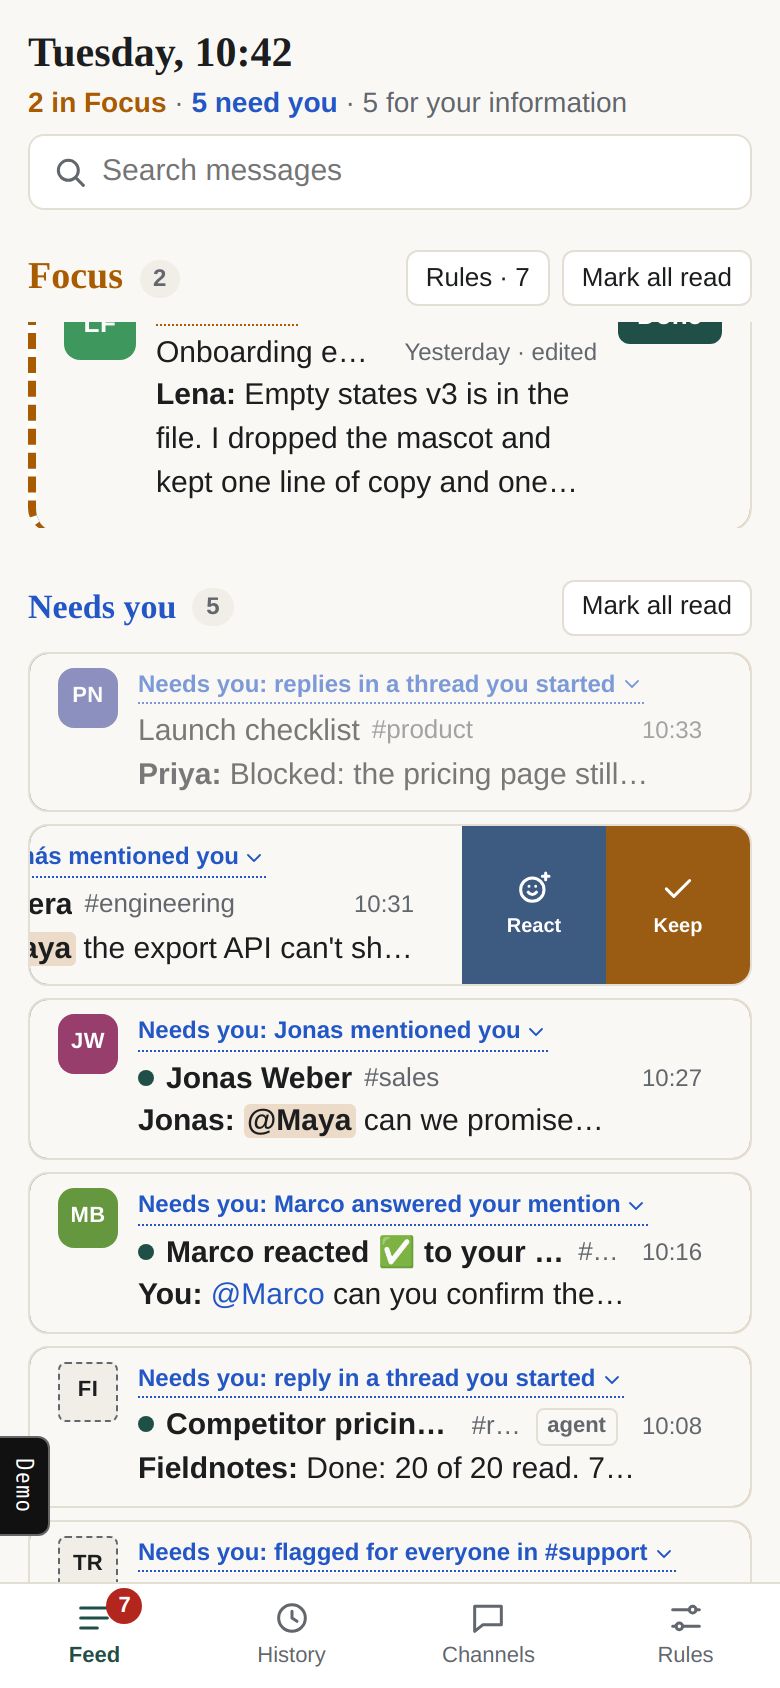 Tuesday, 10:42
2 in Focus · 5 need you · 5 for your information
Search messages
Focus 2 Rules · 7 Mark all read
LF
Onboarding e… Yesterday · edited
Lena: Empty states v3 is in the
file. I dropped the mascot and
kept one line of copy and one…
Needs you 5 Mark all read
PN Needs you: replies in a thread you started
Launch checklist #product 10:33
Priya: Blocked: the pricing page still…
mentioned you
#engineering 10:31
the export API can't sh…
React Keep
JW Needs you: Jonas mentioned you
Jonas Weber #sales 10:27
Jonas: @Maya can we promise…
MB Needs you: Marco answered your mention
Marco reacted ✅ to your … #… 10:16
You: @Marco can you confirm the…
FI Needs you: reply in a thread you started
Competitor pricin… #r… agent 10:08
Fieldnotes: Done: 20 of 20 read. 7…
Demo
TR Needs you: flagged for everyone in #support
7
Feed History Channels Rules